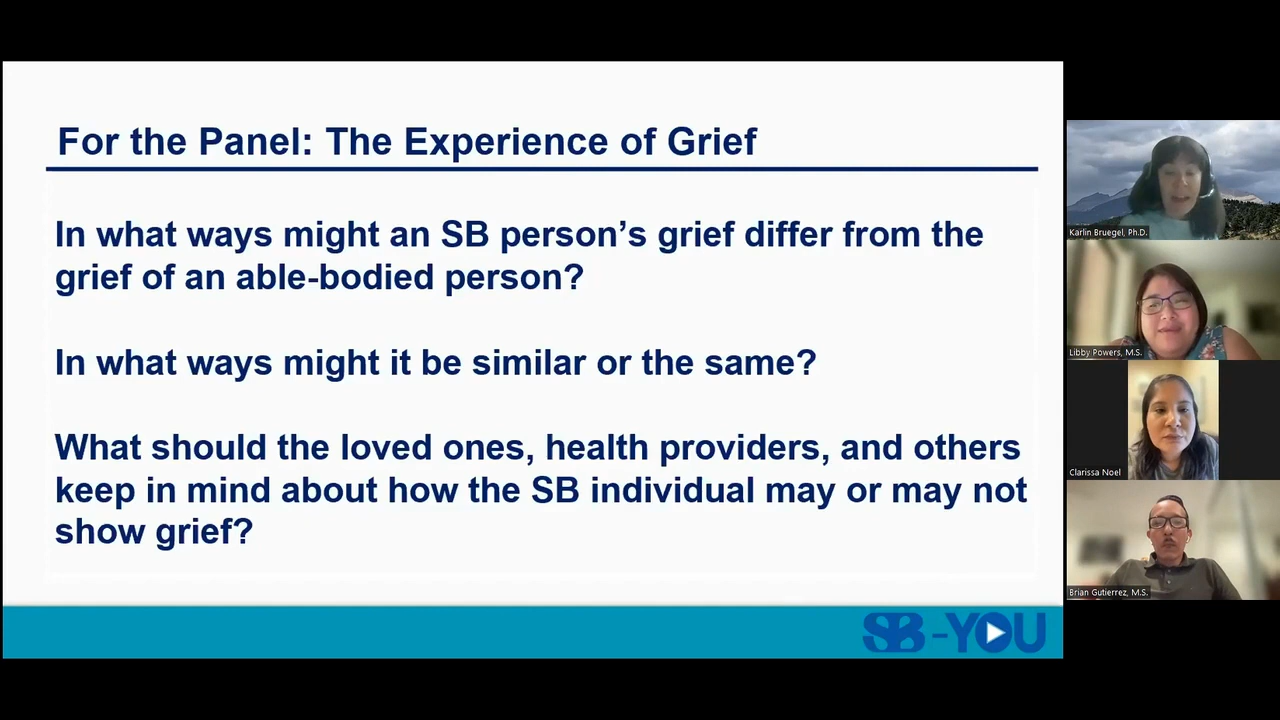 For the Panel: The Experience of Grief
In what ways might an SB person’s grief differ from the
grief of an able-bodied person?
In what ways might it be similar or the same?
What should the loved ones, health providers, and others
keep in mind about how the SB individual may or may not
show grief?
SB-YOU
Karlin Bruegel, Ph.D.
Libby Powers, M.S.
Clarissa Noel
Brian Gutierrez, M.S.